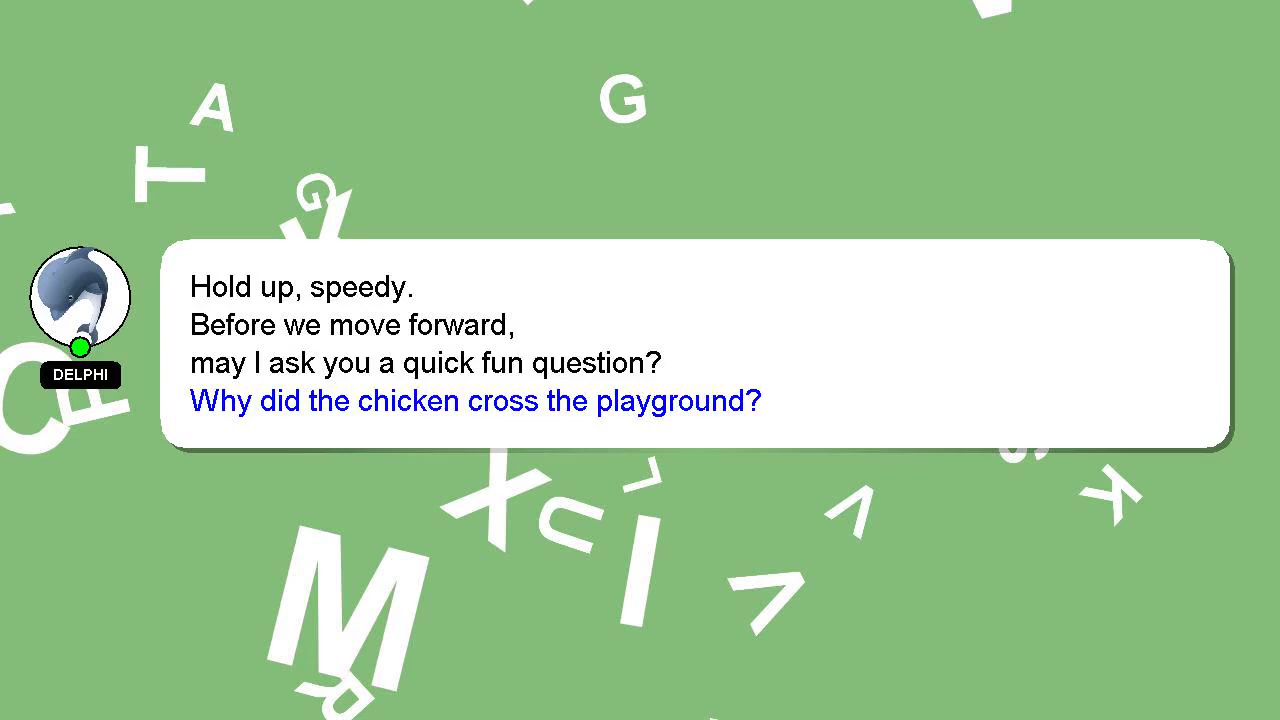 A
G
T
G
Hold up, speedy.
Before we move forward,
may I ask you a quick fun question?
Why did the chicken cross the playground?
DELPHI
C
X
L
U
V
K
I
M
V
R